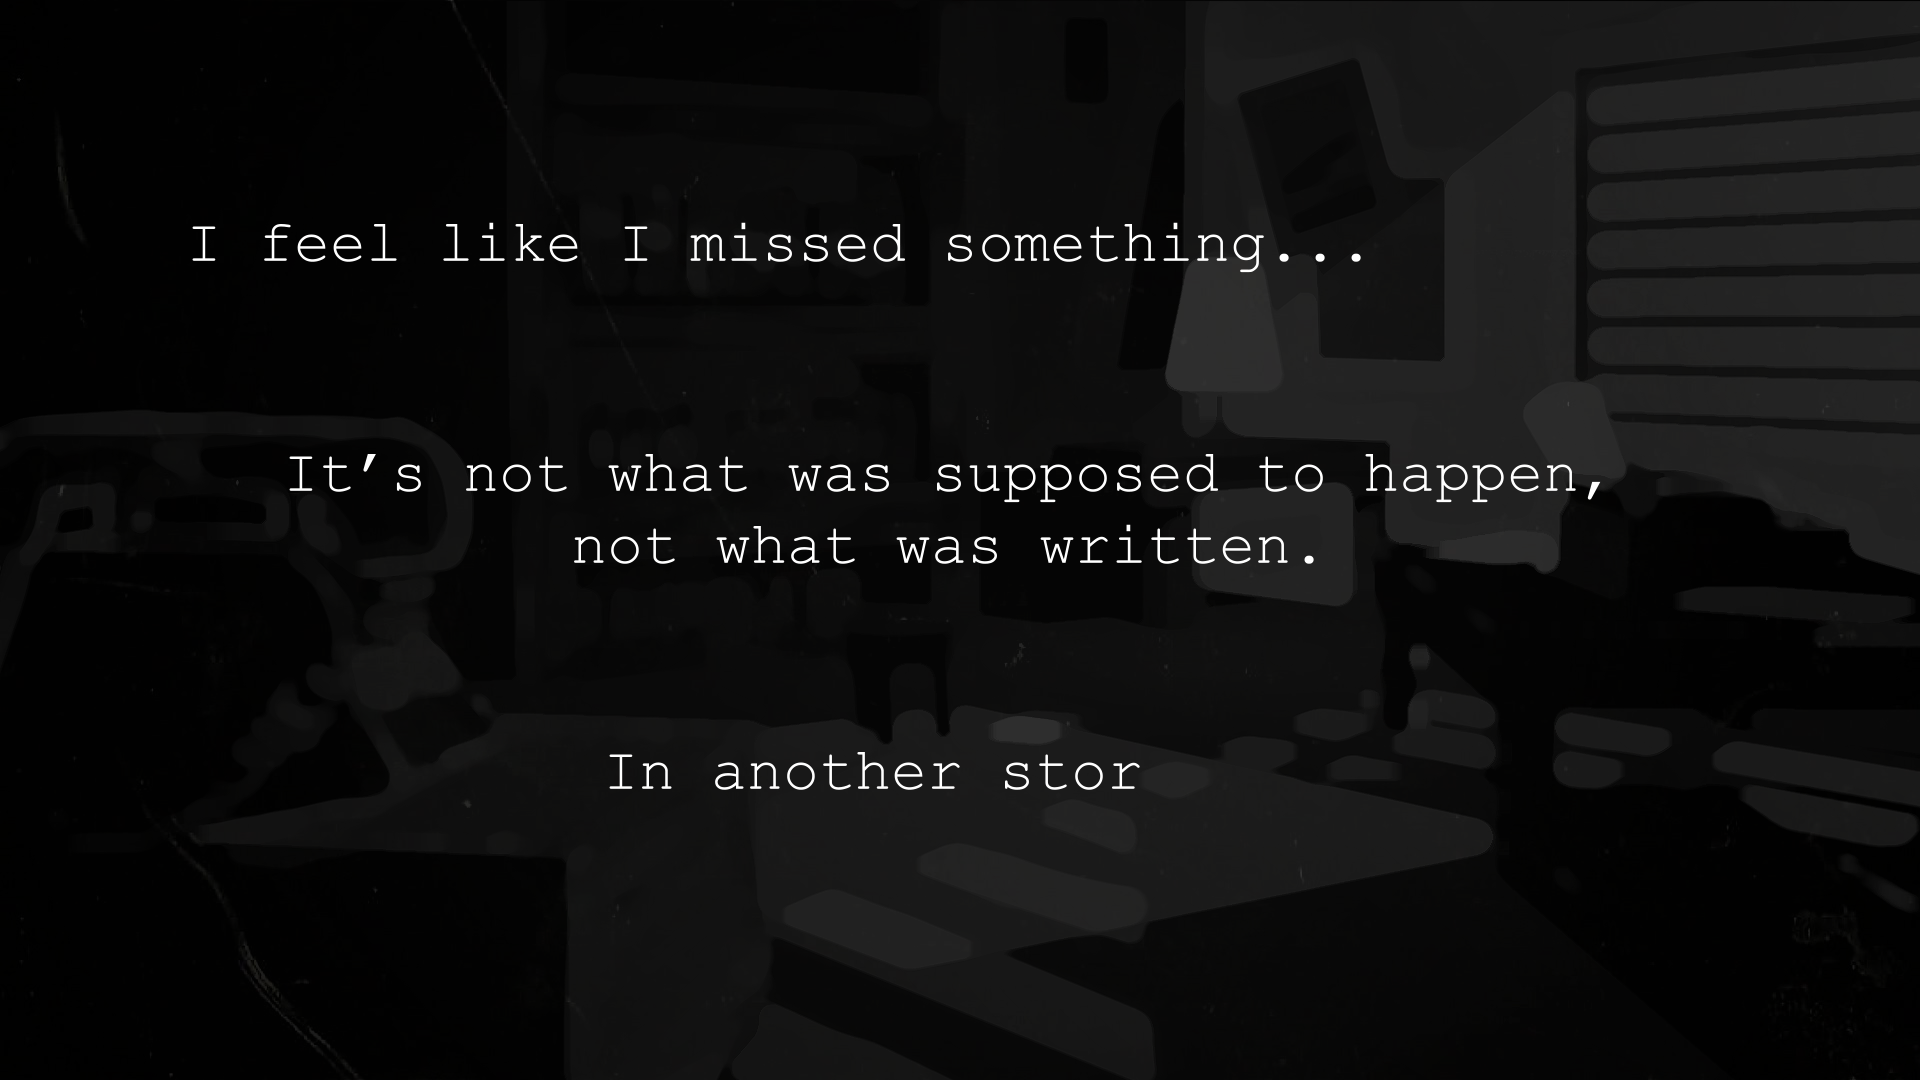 I feel like I missed something...
It’s not what was supposed to happen,
not what was written.
In another stor